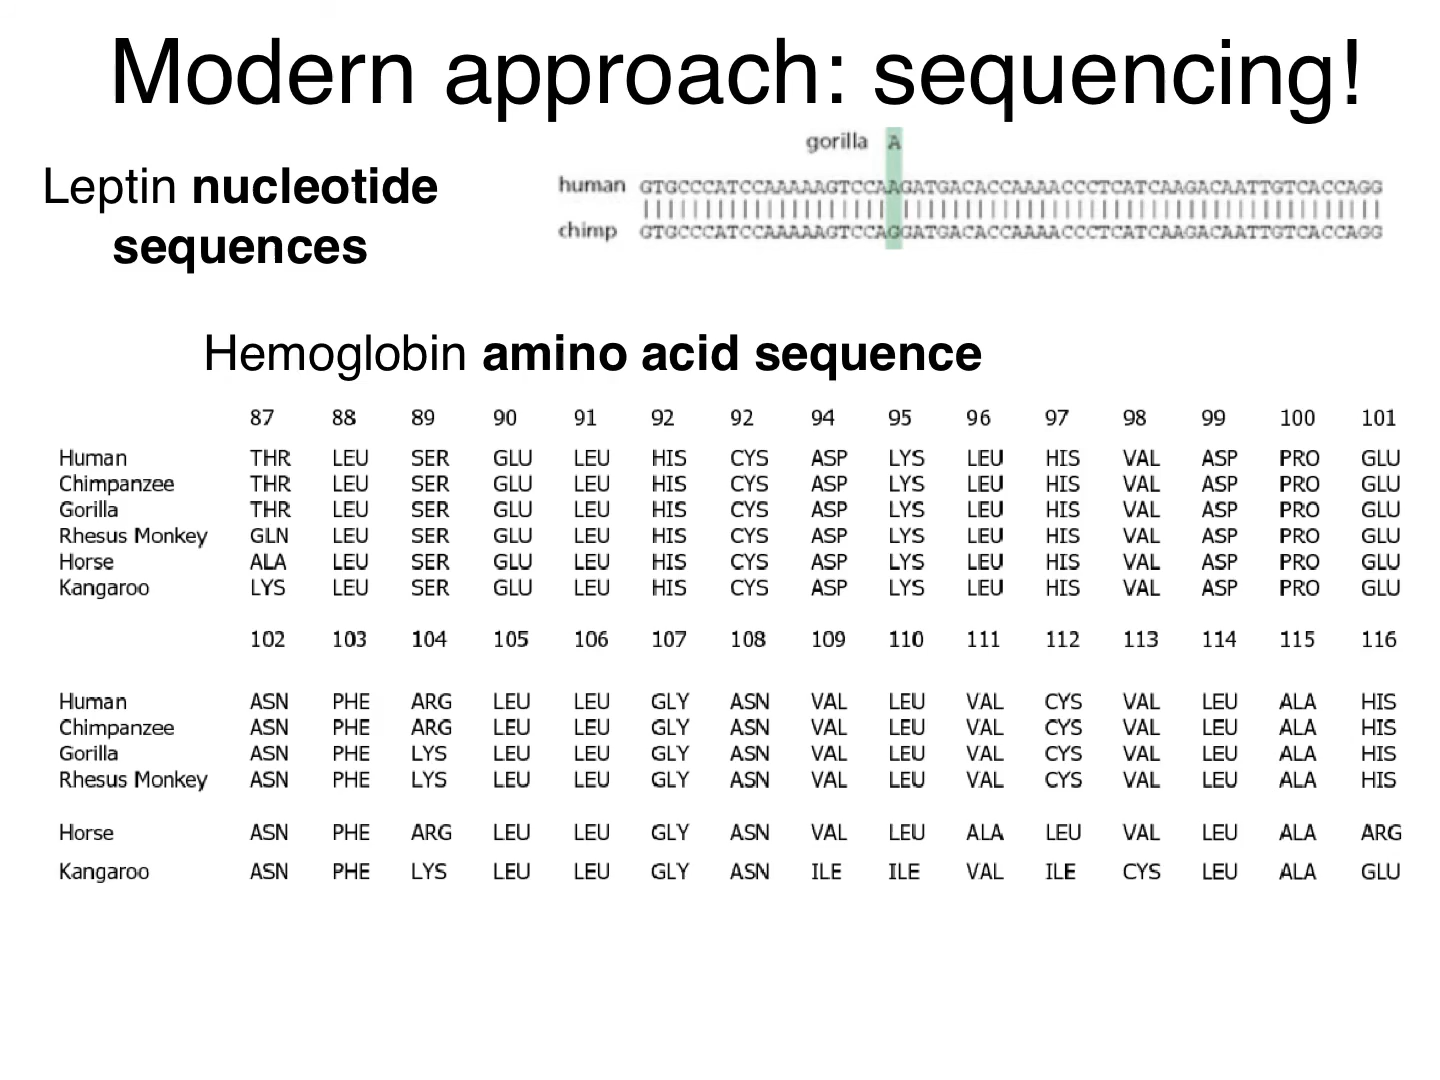 Modern approach: sequencing!
gorilla A
Leptin nucleotide
sequences
human GTGCCCATCCAAAAAGTCCAAGATGACACCAAAACCCTCATCAAGACAATTGTCACCAGG
chimp GTGCCCATCCAAAAAGTCCAGGATGACACCAAAACCCTCATCAAGACAATTGTCACCAGG
Hemoglobin amino acid sequence
87 88 89 90 91 92 92 94 95 96 97 98 99 100 101
Human THR LEU SER GLU LEU HIS CYS ASP LYS LEU HIS VAL ASP PRO GLU
Chimpanzee THR LEU SER GLU LEU HIS CYS ASP LYS LEU HIS VAL ASP PRO GLU
Gorilla THR LEU SER GLU LEU HIS CYS ASP LYS LEU HIS VAL ASP PRO GLU
Rhesus Monkey GLN LEU SER GLU LEU HIS CYS ASP LYS LEU HIS VAL ASP PRO GLU
Horse ALA LEU SER GLU LEU HIS CYS ASP LYS LEU HIS VAL ASP PRO GLU
Kangaroo LYS LEU SER GLU LEU HIS CYS ASP LYS LEU HIS VAL ASP PRO GLU
102 103 104 105 106 107 108 109 110 111 112 113 114 115 116
Human ASN PHE ARG LEU LEU GLY ASN VAL LEU VAL CYS VAL LEU ALA HIS
Chimpanzee ASN PHE ARG LEU LEU GLY ASN VAL LEU VAL CYS VAL LEU ALA HIS
Gorilla ASN PHE LYS LEU LEU GLY ASN VAL LEU VAL CYS VAL LEU ALA HIS
Rhesus Monkey ASN PHE LYS LEU LEU GLY ASN VAL LEU VAL CYS VAL LEU ALA HIS
Horse ASN PHE ARG LEU LEU GLY ASN VAL LEU ALA LEU VAL LEU ALA ARG
Kangaroo ASN PHE LYS LEU LEU GLY ASN ILE ILE VAL ILE CYS LEU ALA GLU